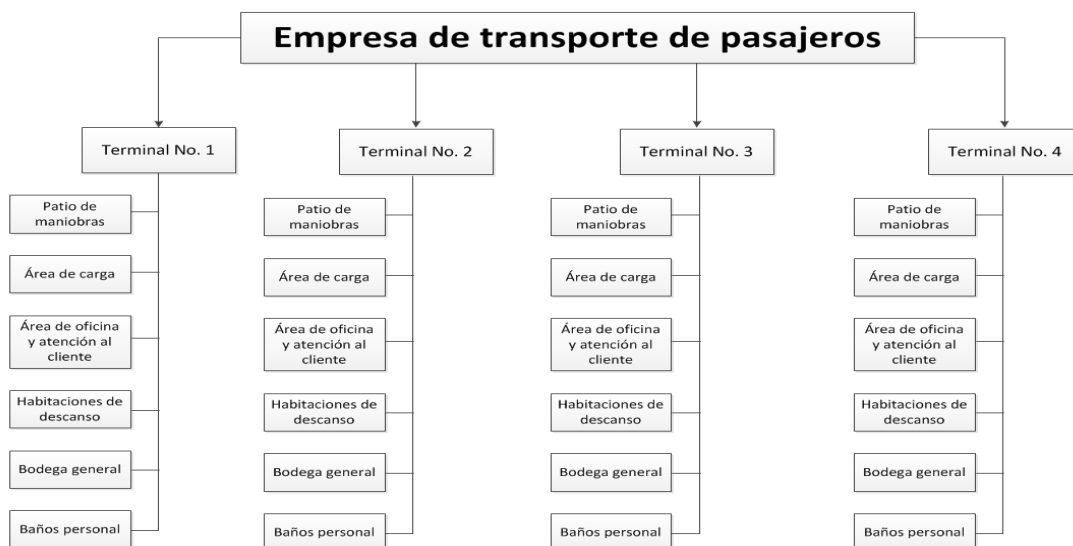 Empresa de transporte de pasajeros
Terminal No. 1
Patio de
maniobras
Área de carga
Área de oficina
y atención al
cliente
Habitaciones de
descanso
Bodega general
Baños personal
Terminal No. 2
Patio de
maniobras
Área de carga
Área de oficina
y atención al
cliente
Habitaciones de
descanso
Bodega general
Baños personal
Terminal No. 3
Patio de
maniobras
Área de carga
Área de oficina
y atención al
cliente
Habitaciones de
descanso
Bodega general
Baños personal
Terminal No. 4
Patio de
maniobras
Área de carga
Área de oficina
y atención al
cliente
Habitaciones de
descanso
Bodega general
Baños personal